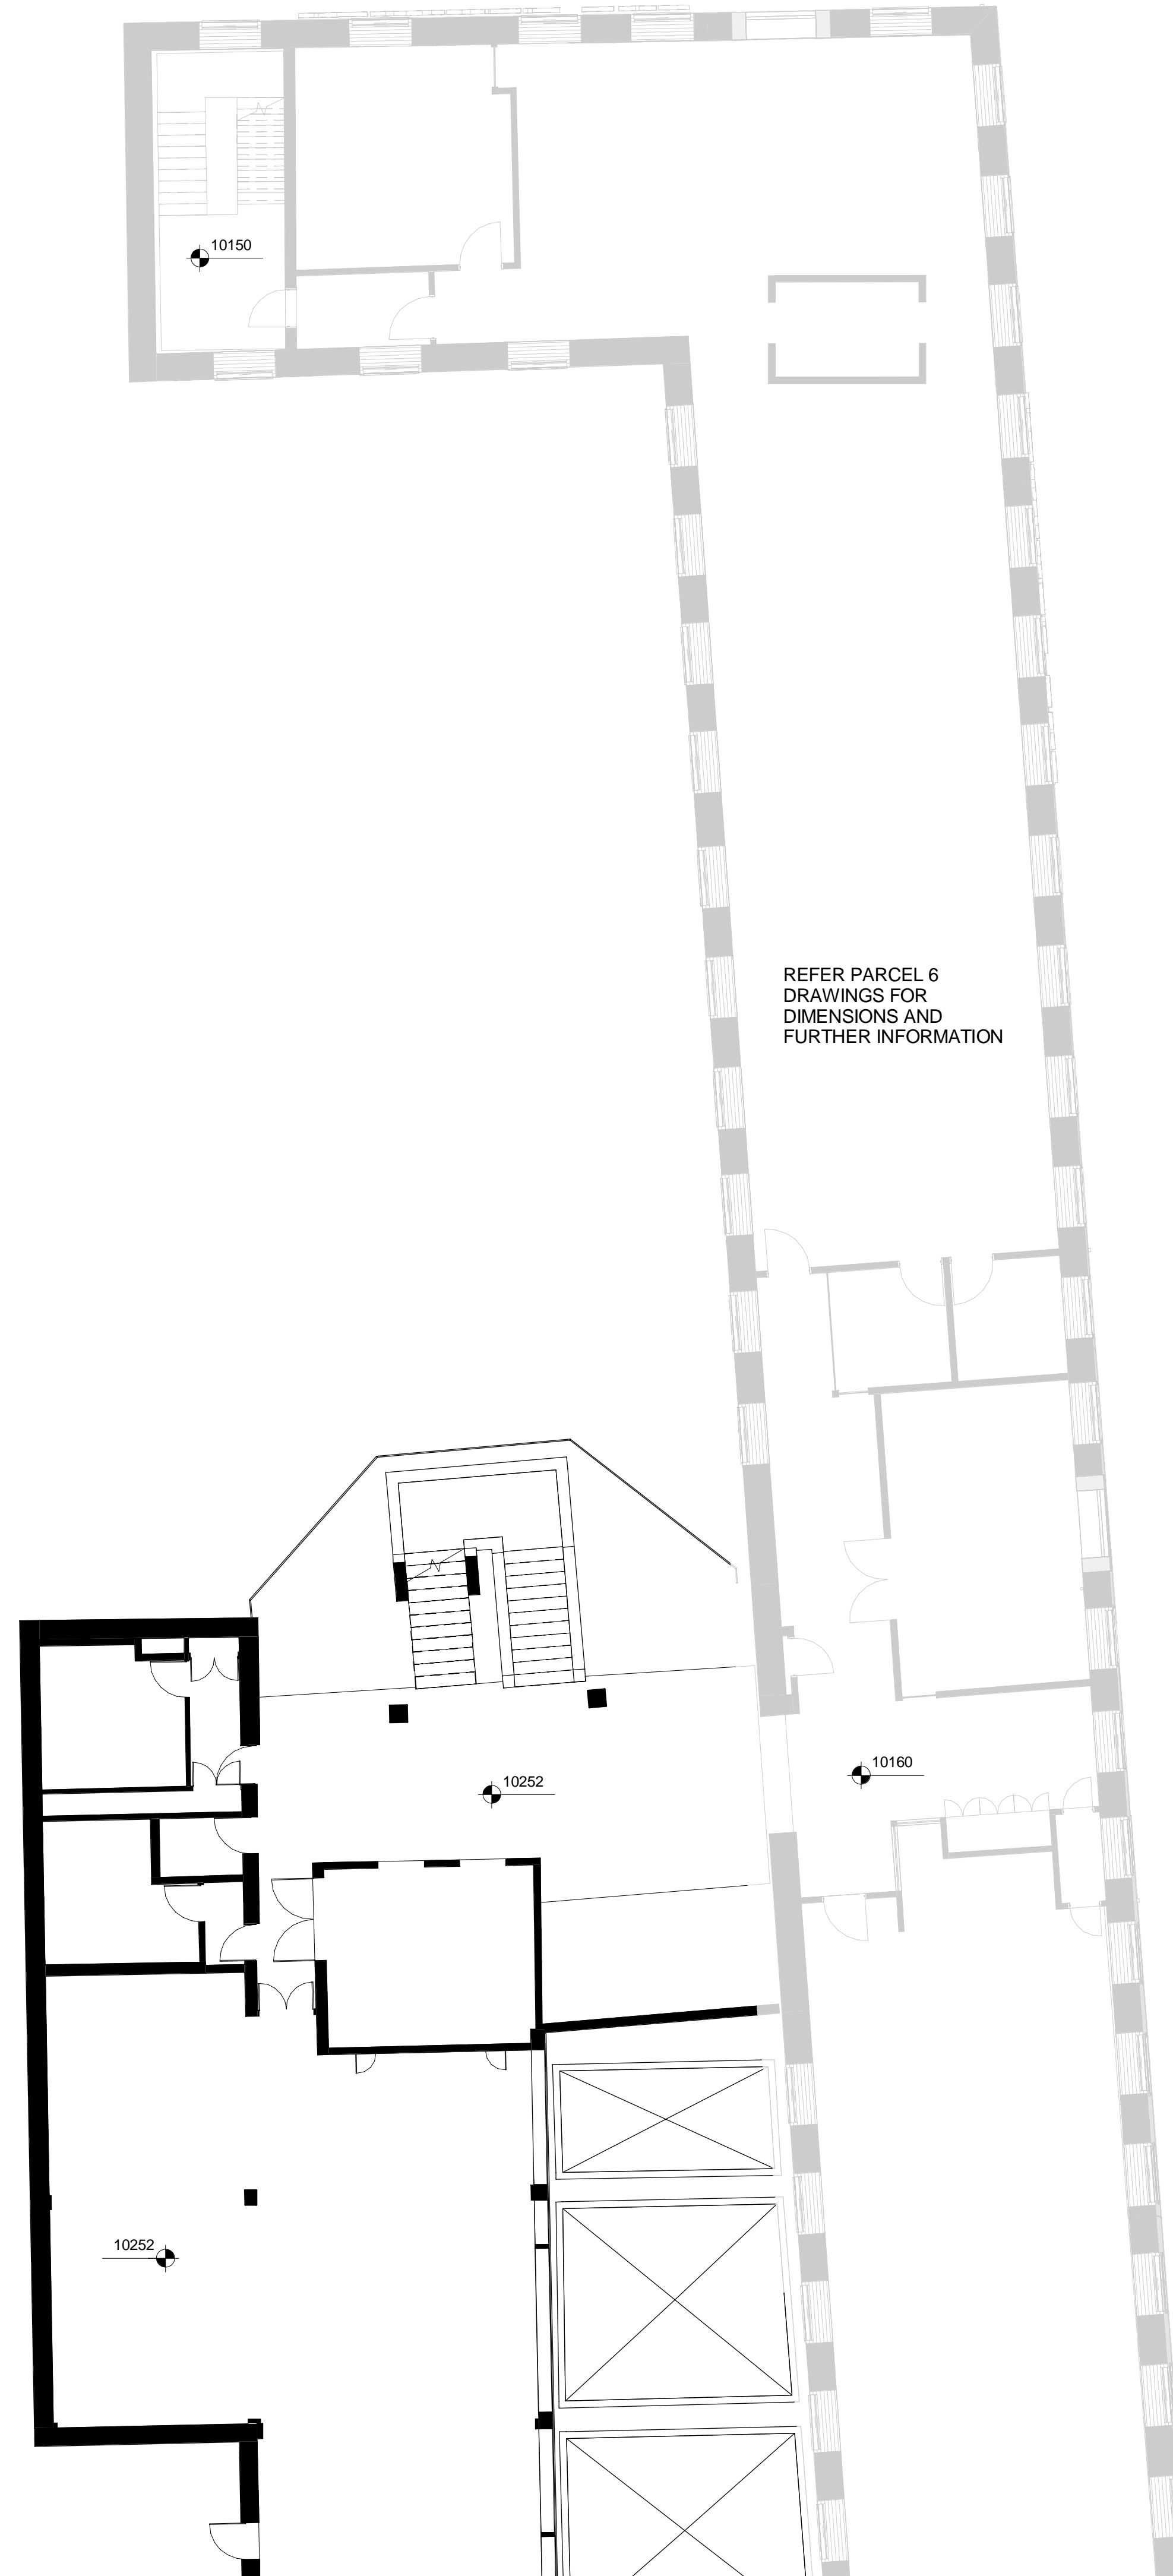 10150
REFER PARCEL 6
DRAWINGS FOR
DIMENSIONS AND
FURTHER INFORMATION
10160
10252
10252